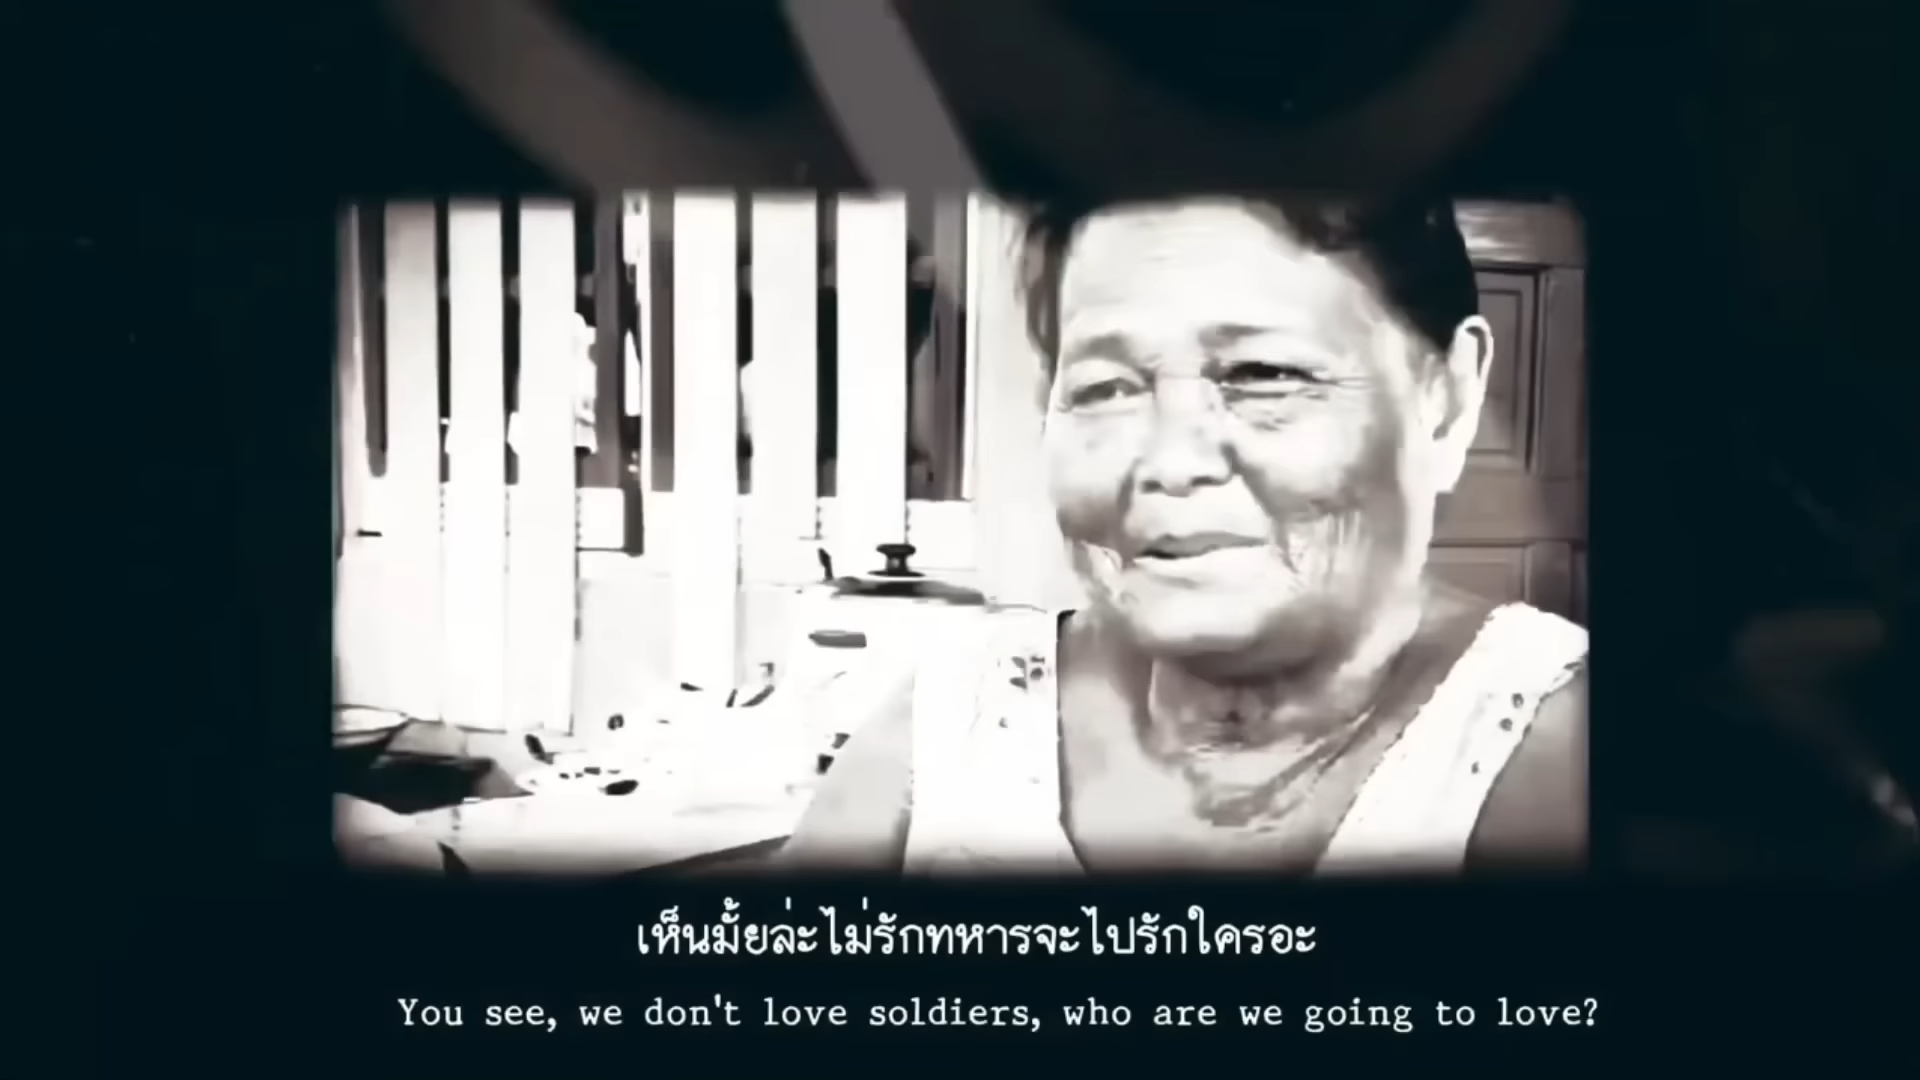 เห็นมั้ยล่ะไม่รักทหารจะไปรักใครอะ
You see, we don't love soldiers, who are we going to love?